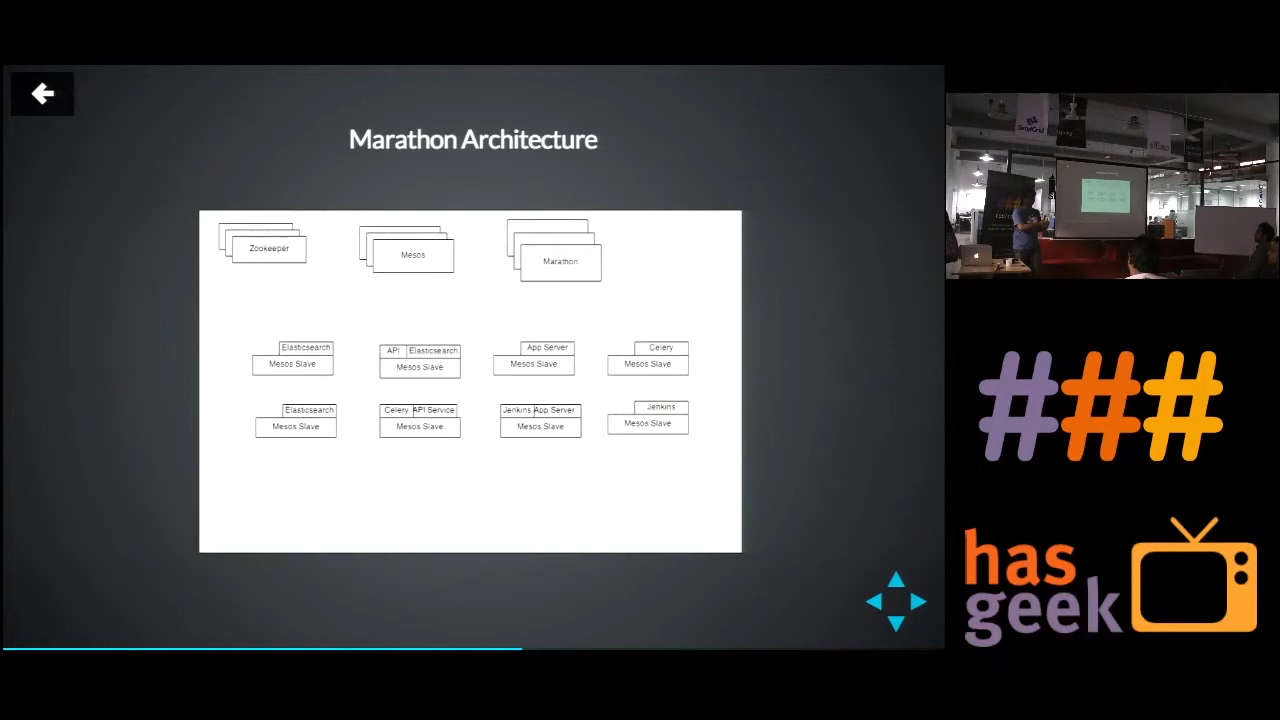 Marathon Architecture
Zookeeper
Mesos
Marathon
Elasticsearch
Mesos Slave
API Elasticsearch
Mesos Slave
App Server
Mesos Slave
Celery
Mesos Slave
Elasticsearch
Mesos Slave
Celery API Service
Mesos Slave
Jenkins App Server
Mesos Slave
Jenkins
Mesos Slave
SendGrid
###
has
geek